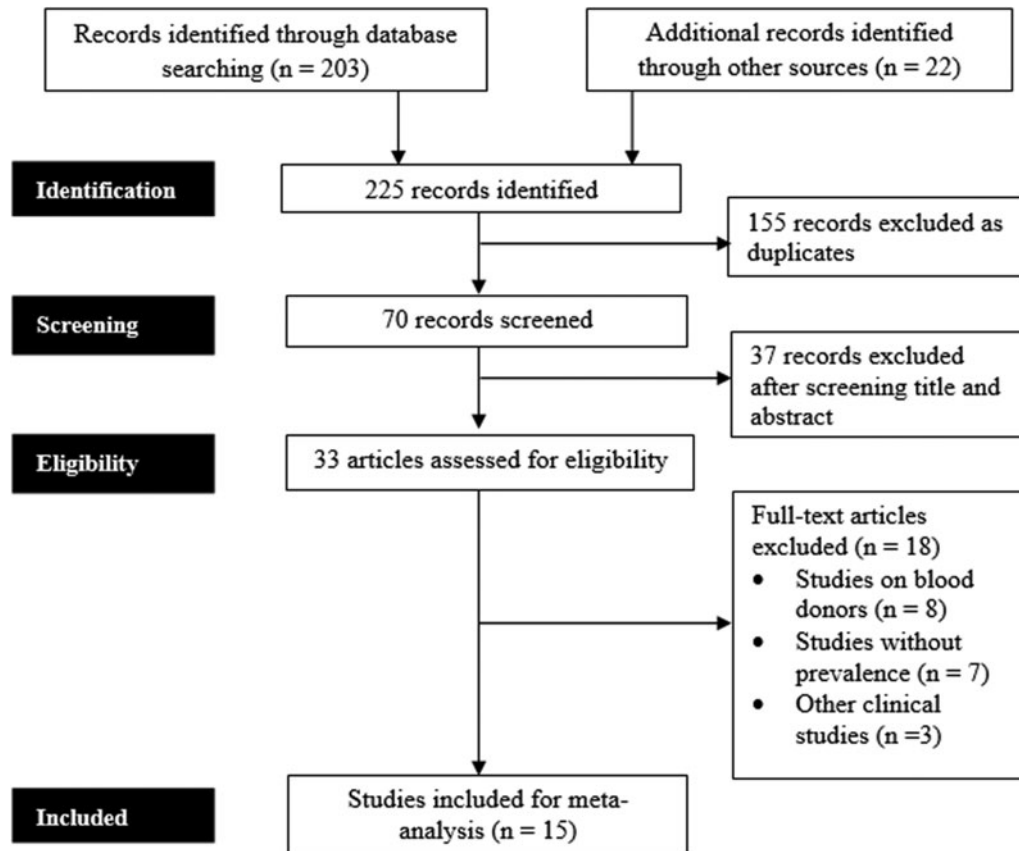 Records identified through database
searching (n = 203)
Additional records identified
through other sources (n = 22)
Identification
225 records identified
155 records excluded as
duplicates
Screening
70 records screened
37 records excluded
after screening title and
abstract
Eligibility
33 articles assessed for eligibility
Full-text articles
excluded (n = 18)
• Studies on blood
donors (n = 8)
• Studies without
prevalence (n = 7)
• Other clinical
studies (n =3)
Included
Studies included for meta-
analysis (n = 15)